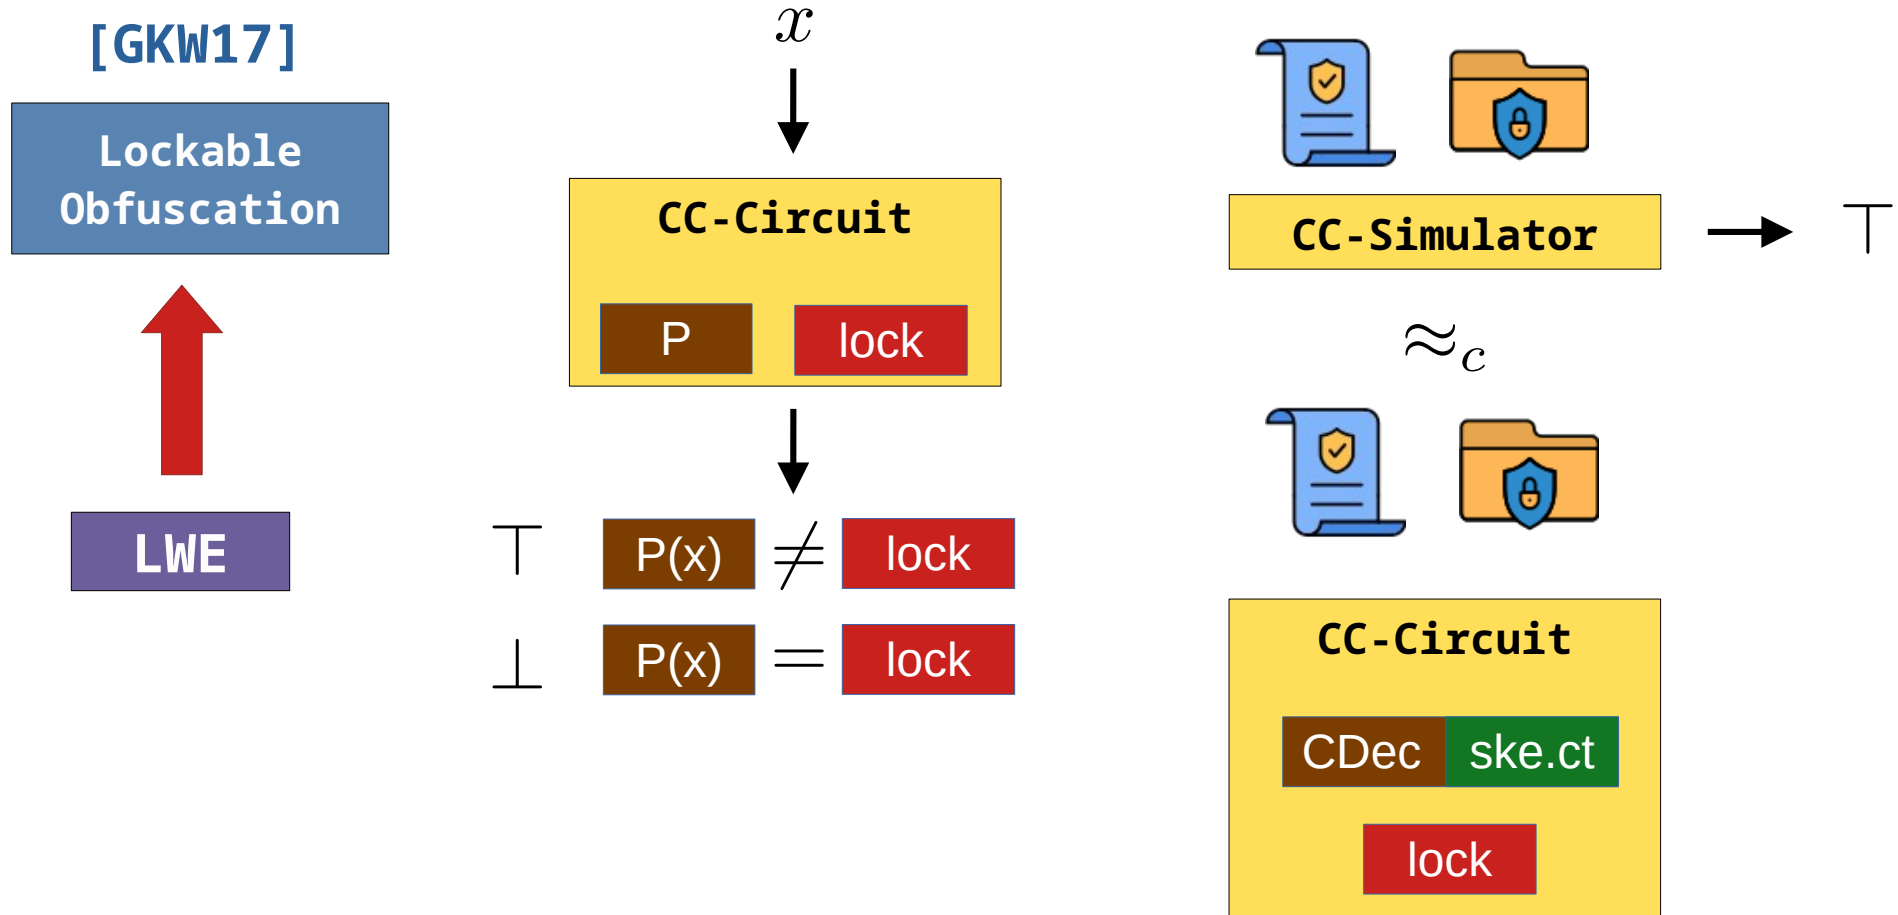 [GKW17]
Lockable
Obfuscation
LWE
x
CC-Circuit
P lock
⊤ P(x) ≠ lock
⊥ P(x) = lock
CC-Simulator ⊤
≈c
CC-Circuit
CDec ske.ct
lock